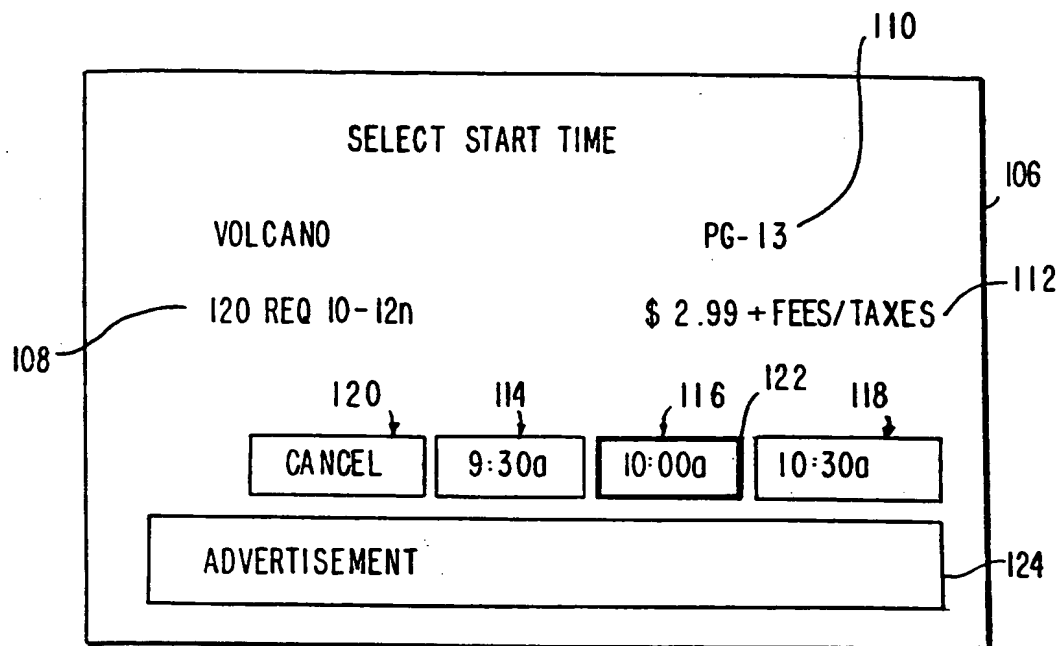 110
SELECT START TIME
106
VOLCANO PG-13
120 REQ 10-12n $ 2.99 + FEES/TAXES
112
108
120 114 116 122 118
CANCEL 9:30a 10:00a 10:30a
ADVERTISEMENT
124